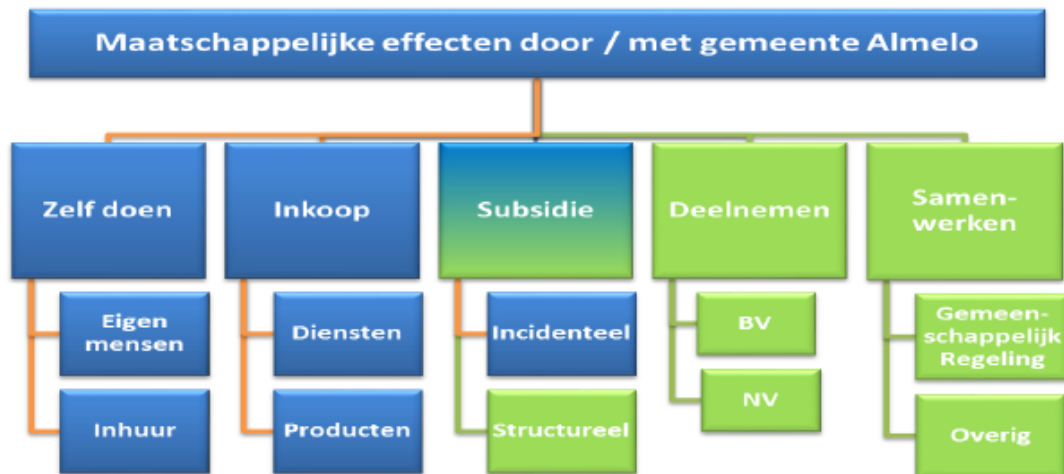 Maatschappelijke effecten door / met gemeente Almelo
Zelf doen
Eigen
mensen
Inhuur
Inkoop
Diensten
Producten
Subsidie
Incidenteel
Structureel
Deelnemen
BV
NV
Samen-
werken
Gemeen-
schappelijk
Regeling
Overig